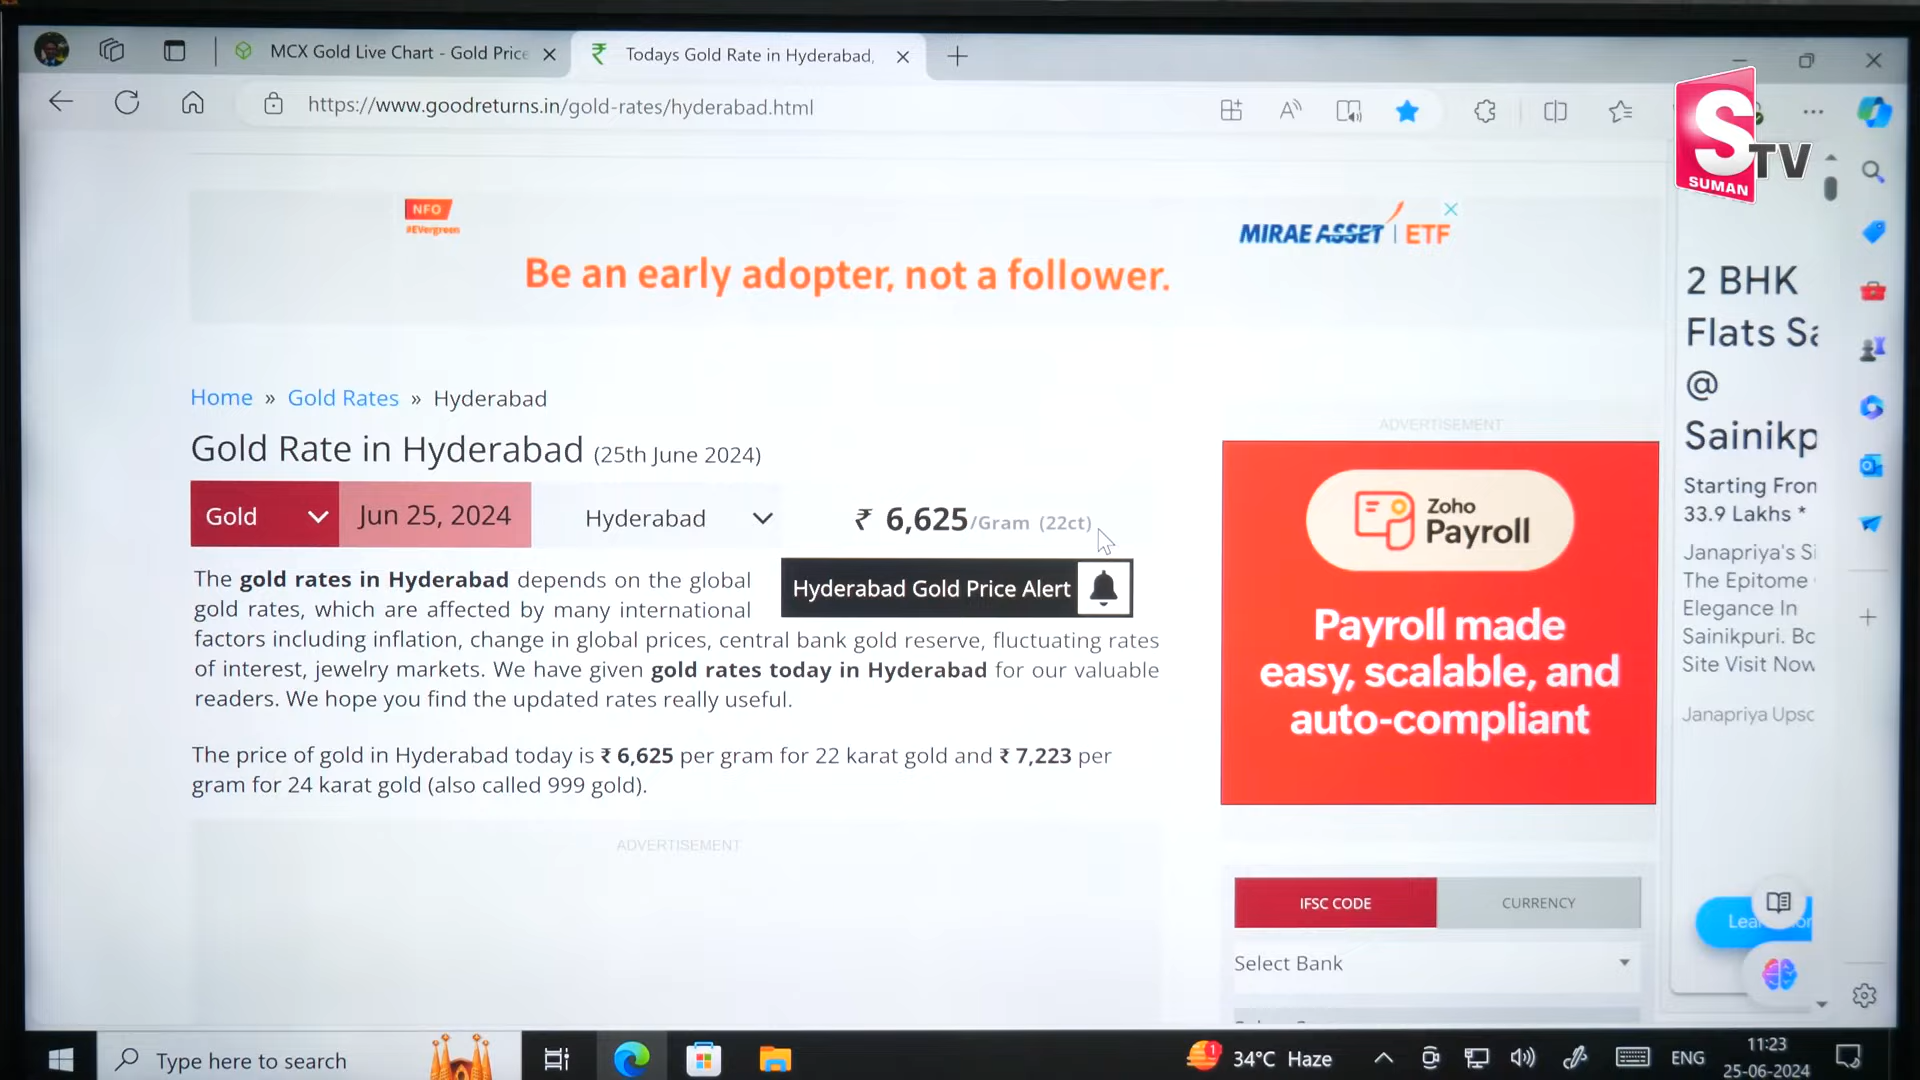 MCX Gold Live Chart - Gold Price
Todays Gold Rate in Hyderabad,
https://www.goodreturns.in/gold-rates/hyderabad.html
S
TV
SUMAN
NFO
#EVergreen
MIRAE ASSET | ETF
Be an early adopter, not a follower.
2 BHK
Flats Sa
@
Sainikp
Starting From
33.9 Lakhs *
Janapriya's Si
The Epitome
Elegance In
Sainikpuri. Bc
Site Visit Now
Janapriya Upsc
Home » Gold Rates » Hyderabad
Gold Rate in Hyderabad (25th June 2024)
Gold
Jun 25, 2024
Hyderabad
₹ 6,625/Gram (22ct)
Hyderabad Gold Price Alert
The gold rates in Hyderabad depends on the global
gold rates, which are affected by many international
factors including inflation, change in global prices, central bank gold reserve, fluctuating rates
of interest, jewelry markets. We have given gold rates today in Hyderabad for our valuable
readers. We hope you find the updated rates really useful.
The price of gold in Hyderabad today is ₹ 6,625 per gram for 22 karat gold and ₹ 7,223 per
gram for 24 karat gold (also called 999 gold).
ADVERTISEMENT
ADVERTISEMENT
Zoho
Payroll
Payroll made
easy, scalable, and
auto-compliant
IFSC CODE
CURRENCY
Select Bank
Type here to search
1
34°C Haze
ENG
11:23
25-06-2024